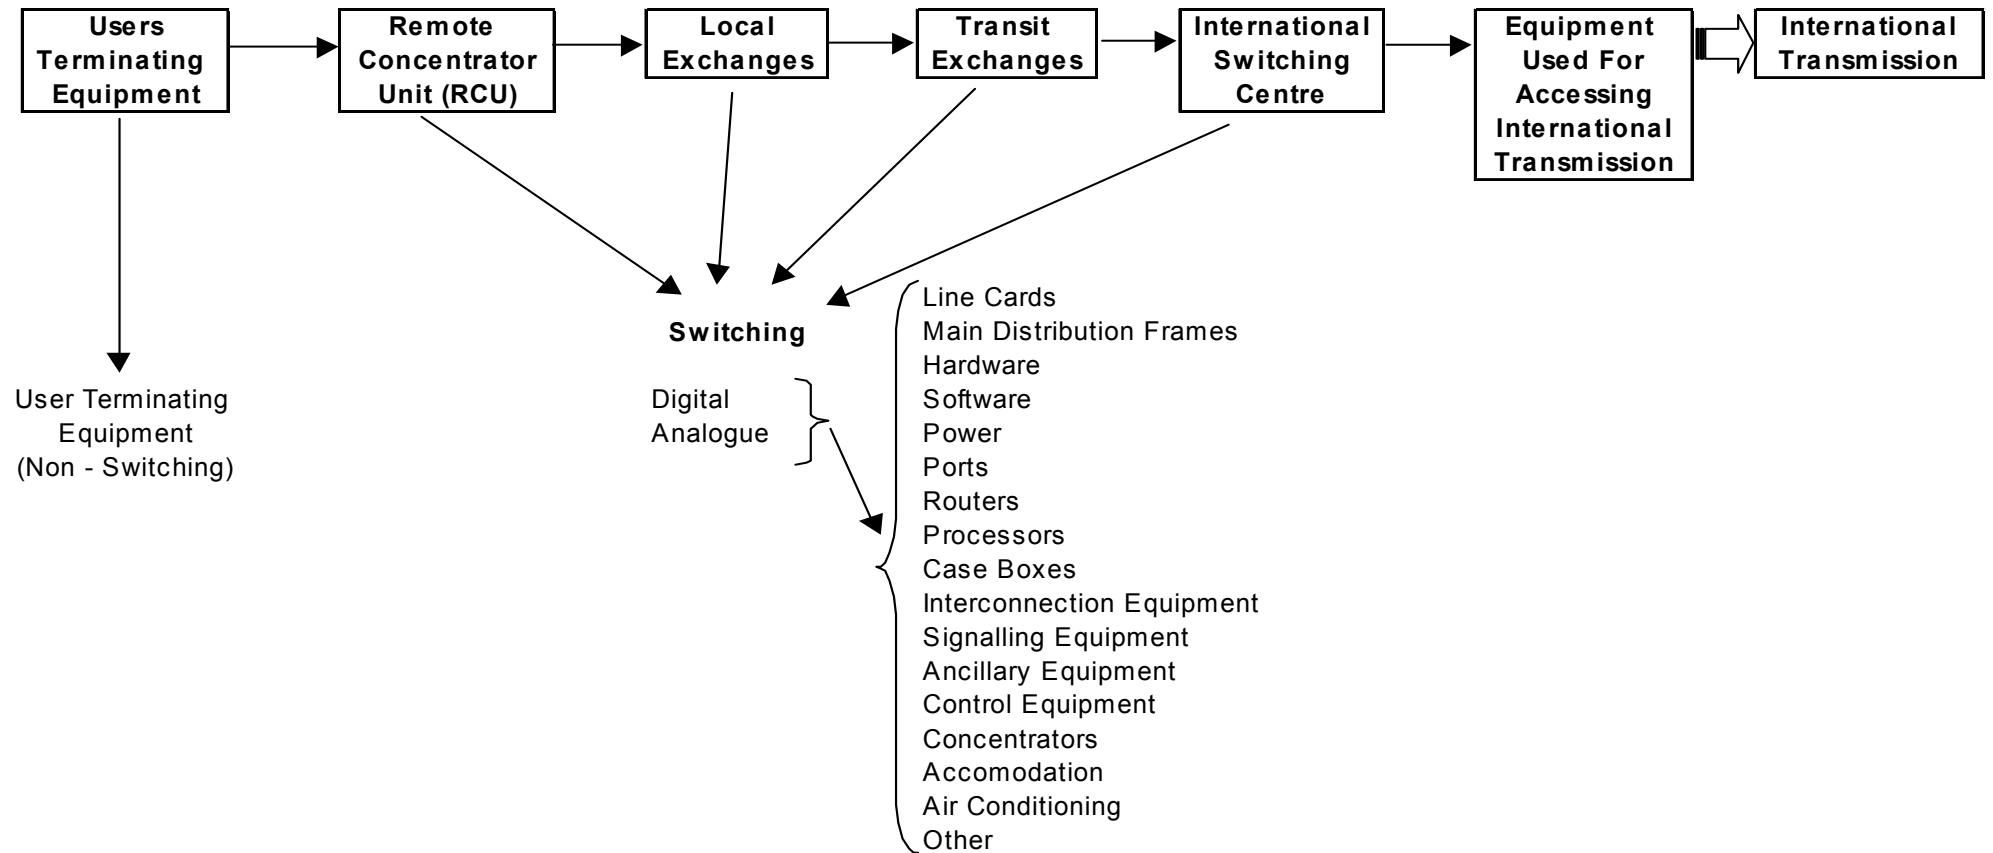 Users
Terminating
Equipment
Remote
Concentrator
Unit (RCU)
Local
Exchanges
Transit
Exchanges
International
Switching
Centre
Equipment
Used For
Accessing
International
Transmission
International
Transmission
User Terminating
Equipment
(Non - Switching)
Switching
Digital
Analogue
Line Cards
Main Distribution Frames
Hardware
Software
Power
Ports
Routers
Processors
Case Boxes
Interconnection Equipment
Signalling Equipment
Ancillary Equipment
Control Equipment
Concentrators
Accomodation
Air Conditioning
Other